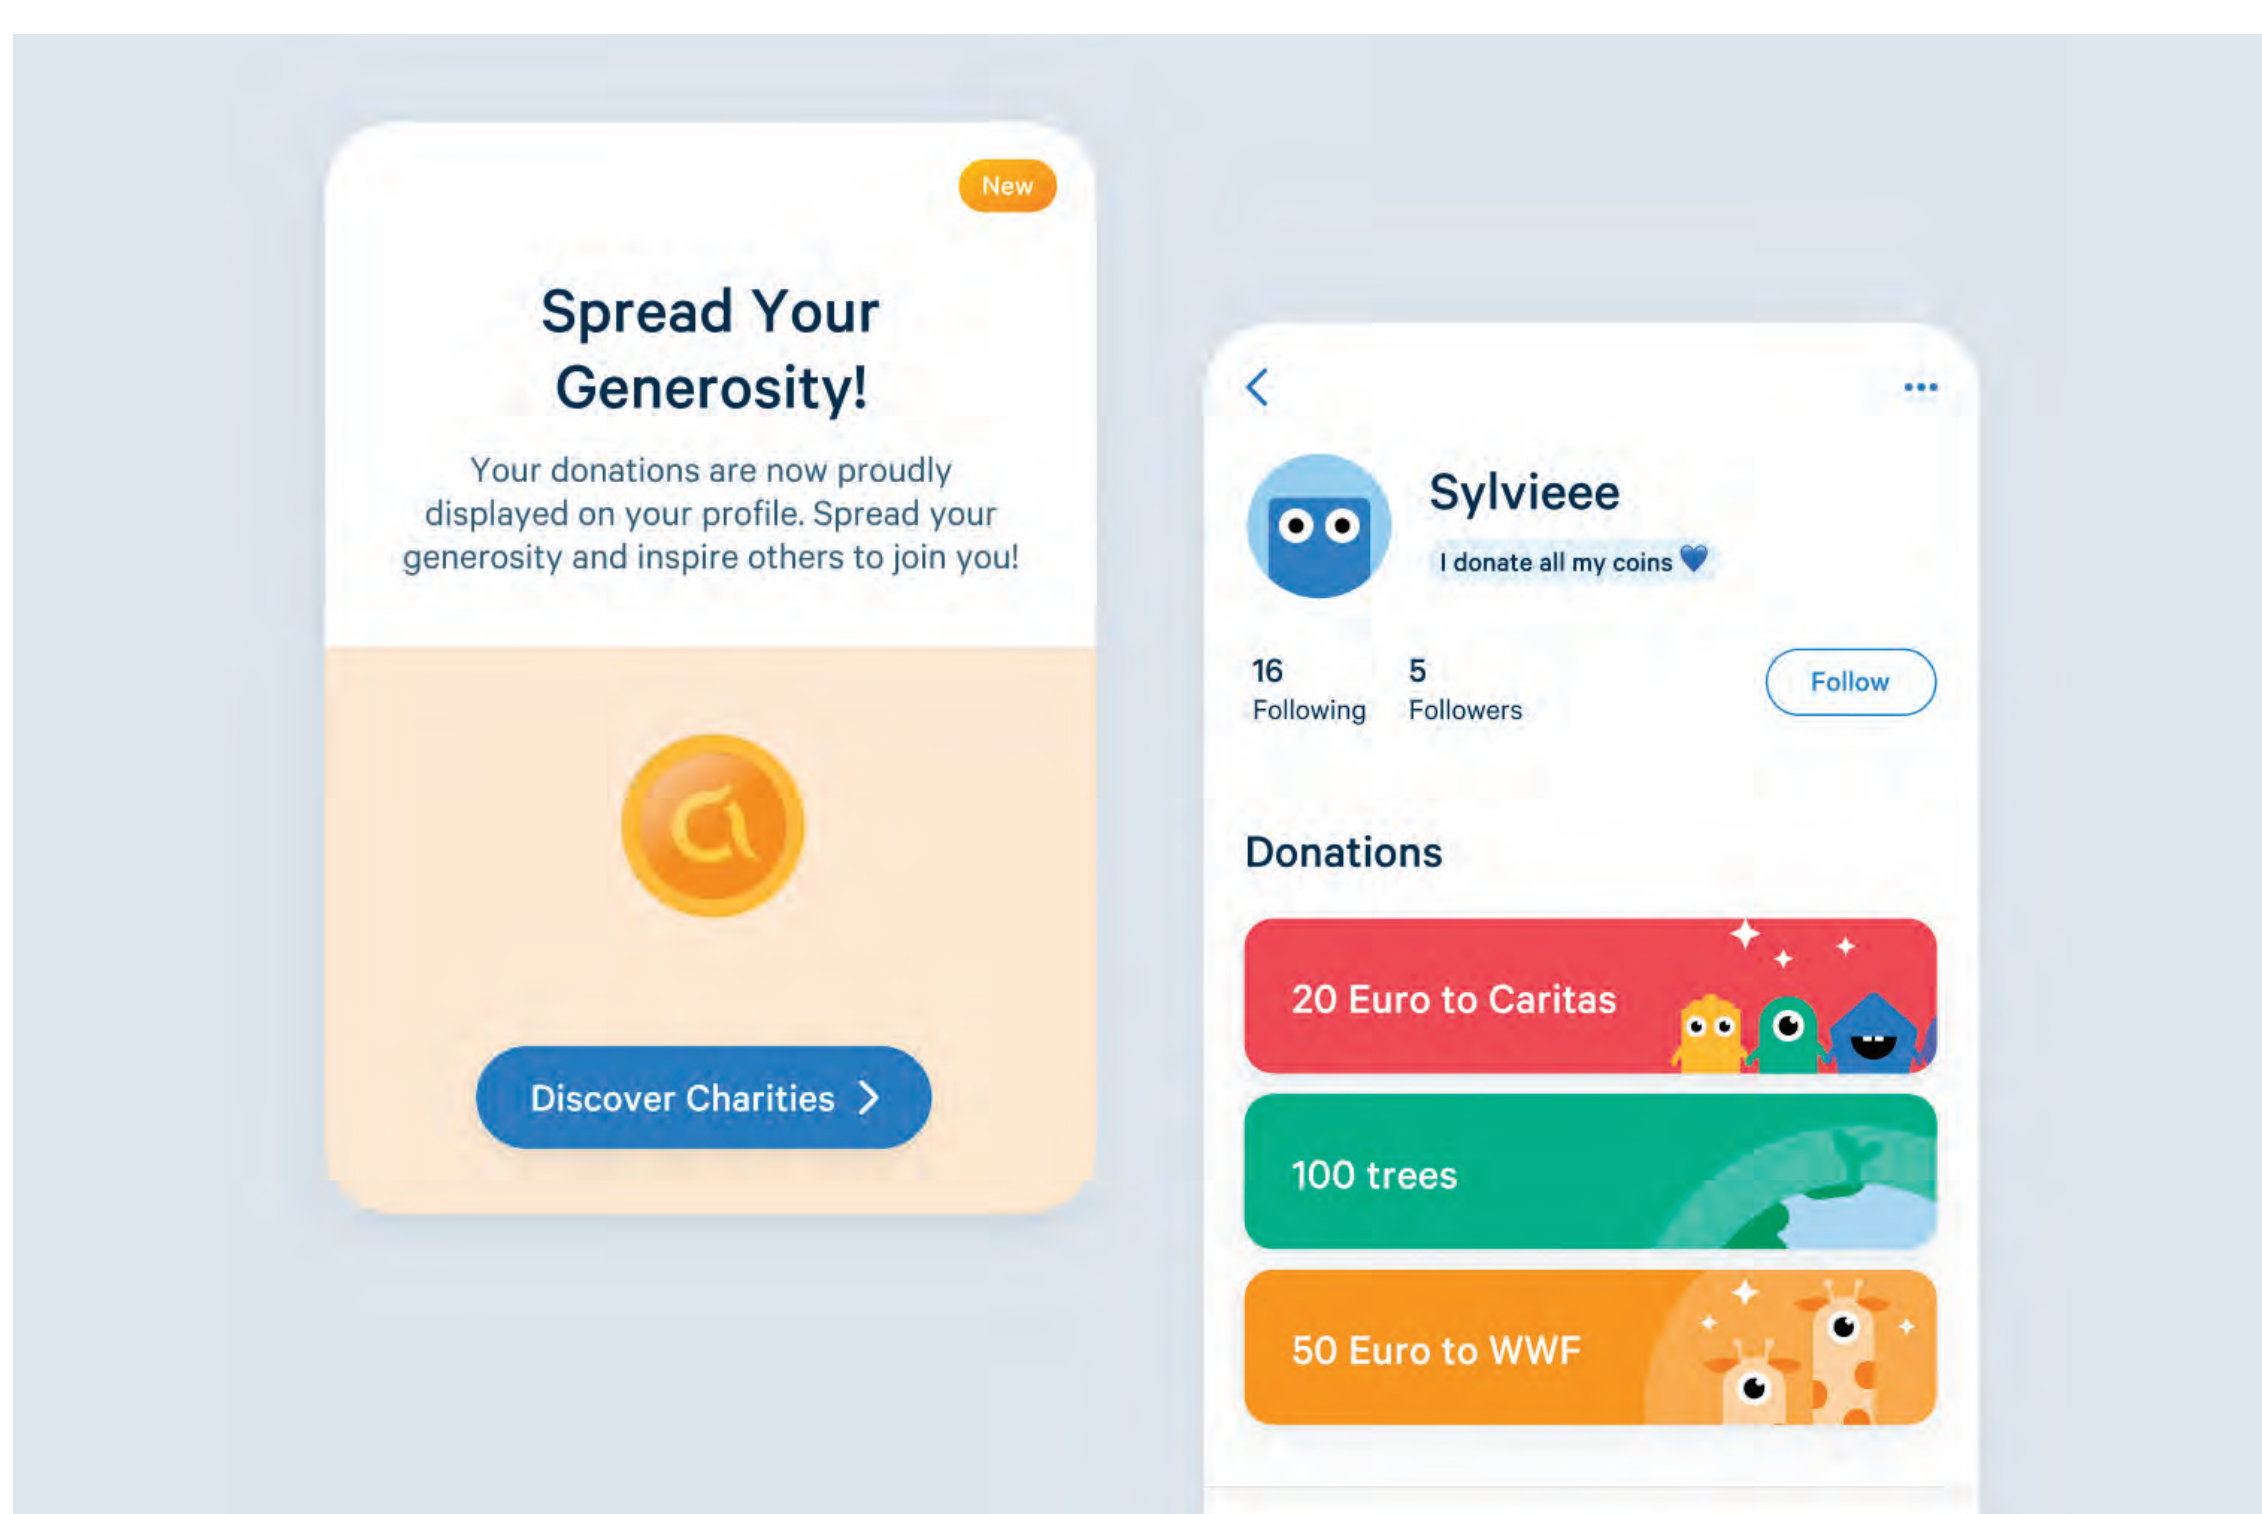 New
Spread Your
Generosity!
Your donations are now proudly
displayed on your profile. Spread your
generosity and inspire others to join you!
Discover Charities
Sylvieee
I donate all my coins 💙
16
Following
5
Followers
Follow
Donations
20 Euro to Caritas
100 trees
50 Euro to WWF